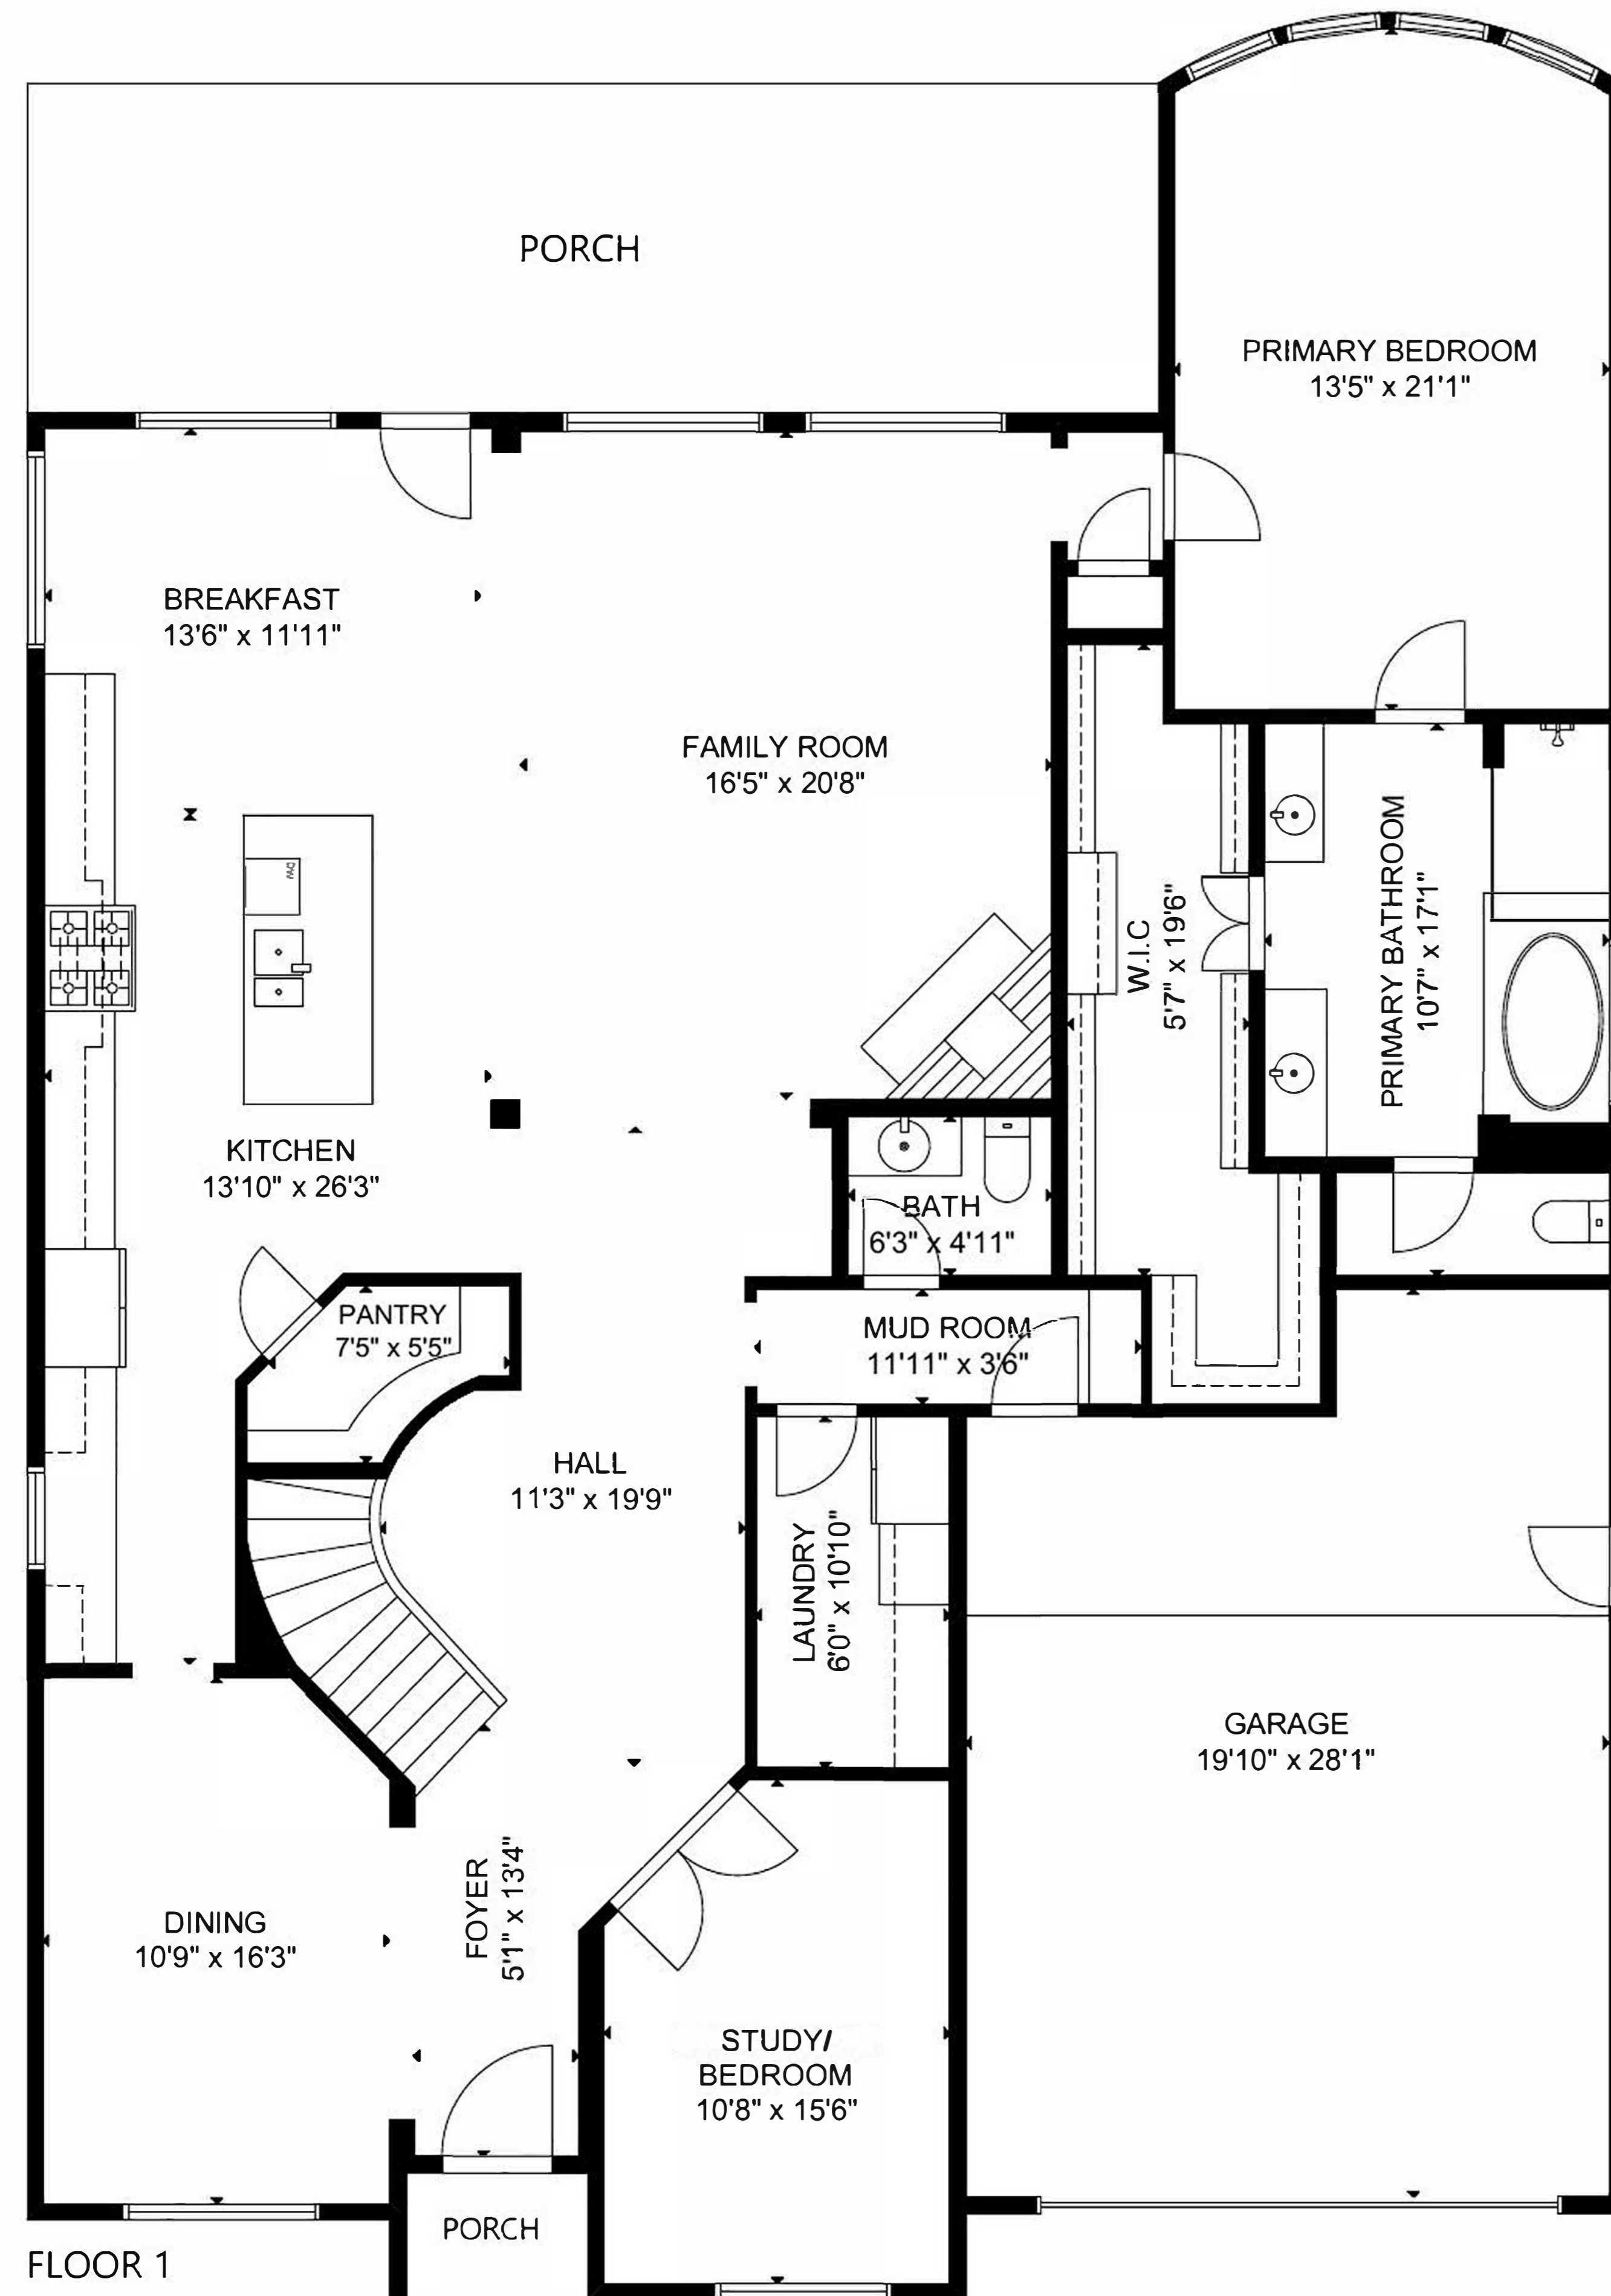 PORCH
PRIMARY BEDROOM
13'5" x 21'1"
BREAKFAST
13'6" x 11'11"
FAMILY ROOM
16'5" x 20'8"
DW
W.I.C
5'7" x 19'6"
PRIMARY BATHROOM
10'7" x 17'1"
KITCHEN
13'10" x 26'3"
BATH
6'3" x 4'11"
PANTRY
7'5" x 5'5"
MUD ROOM
11'11" x 3'6"
HALL
11'3" x 19'9"
LAUNDRY
6'0" x 10'10"
GARAGE
19'10" x 28'1"
DINING
10'9" x 16'3"
FOYER
5'1" x 13'4"
STUDY/
BEDROOM
10'8" x 15'6"
PORCH
FLOOR 1